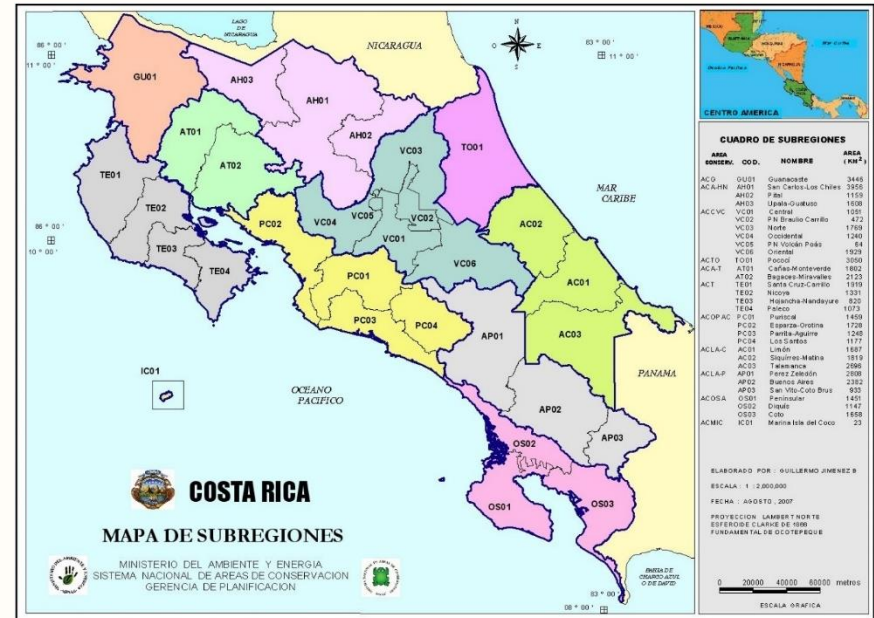 LAGO
DE
NICARAGUA
NICARAGUA
86 ° 00 '
11 ° 00 '
N
O
E
S
83 ° 00 '
11 ° 00 '
GU01
AH03
AH01
AH02
AT01
AT02
VC03
TO01
MAR
CARIBE
TE01
TE02
TE03
TE04
PC02
VC04
VC05
VC02
VC01
VC06
AC02
86 ° 00 '
10 ° 00 '
PC01
PC03
PC04
AC01
AC03
AP01
PANAMA
IC01
OCEANO
PACIFICO
AP02
AP03
OS02
OS01
OS03
COSTA RICA
MAPA DE SUBREGIONES
MINISTERIO DEL AMBIENTE Y ENERGIA
SISTEMA NACIONAL DE AREAS DE CONSERVACION
GERENCIA DE PLANIFICACION
BAHIA DE
CHARCO AZUL
O DE DAVID
83 ° 00 '
08 ° 00 '
Mar Caribe
CENTRO AMERICA
CUADRO DE SUBREGIONES
AREA CONSERV. COD. NOMBRE AREA (KM2)
ACG GU01 Guanacaste 3446
ACA-HN AH01 San Carlos-Los Chiles 3956
AH02 Pital 1159
AH03 Upala-Guatuso 1608
ACCVC VC01 Central 1051
VC02 P N Braulio Carrillo 472
VC03 Norte 1769
VC04 Occidental 1240
VC05 P N Volcán Poás 64
VC06 Oriental 1929
ACTO TO01 Pococí 3050
ACA-T AT01 Cañas-Monteverde 1802
AT02 Bagaces-Miravalles 2123
ACT TE01 Santa Cruz-Carrillo 1919
TE02 Nicoya 1331
TE03 Hojancha-Nandayure 820
TE04 Paleco 1073
ACOPAC PC01 Puriscal 1459
PC02 Esparza-Orotina 1728
PC03 Parrita-Aguirre 1248
PC04 Los Santos 1177
ACLA-C AC01 Limón 1687
AC02 Siquirres-Matina 1819
AC03 Talamanca 2696
ACLA-P AP01 Perez Zeledón 2808
AP02 Buenos Aires 2382
AP03 San Vito-Coto Brus 933
ACOSA OS01 Peninsular 1451
OS02 Diquís 1147
OS03 Coto 1658
ACMIC IC01 Marina Isla del Coco 23
ELABORADO POR : GUILLERMO JIMENEZ B
ESCALA : 1 : 2,000,000
FECHA : AGOSTO , 2007
PROYECCION LAMBERT NORTE
ESFEROIDE CLARKE DE 1866
FUNDAMENTAL DE OCOTEPEQUE
0 20000 40000 60000 metros
ESCALA GRAFICA